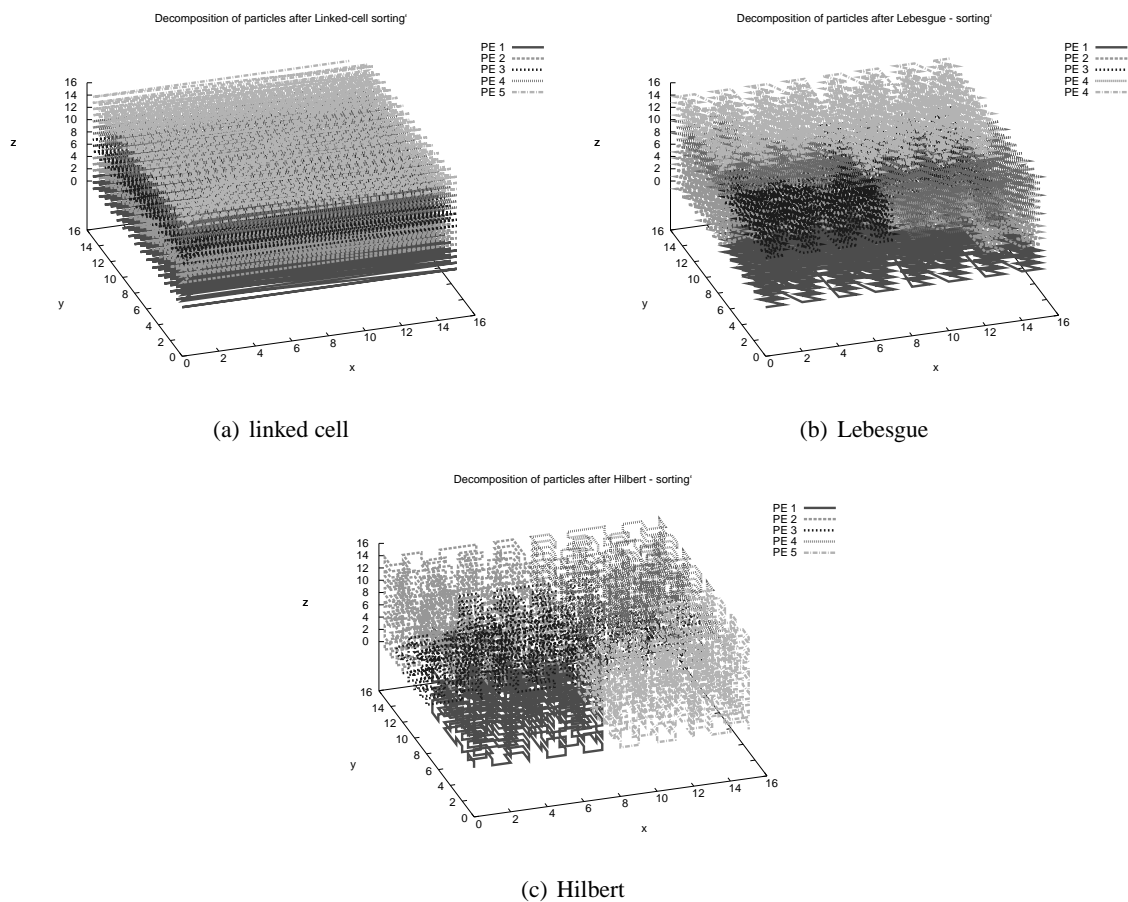 Decomposition of particles after Linked-cell sorting'
PE 1
PE 2
PE 3
PE 4
PE 5
16
14
12
10
8
6
4
2
0
z
16
14
12
10
8
6
4
2
0
y
0
2
4
6
8
10
12
14
16
x
(a) linked cell
Decomposition of particles after Lebesgue - sorting'
PE 1
PE 2
PE 3
PE 4
PE 4
16
14
12
10
8
6
4
2
0
z
16
14
12
10
8
6
4
2
0
y
0
2
4
6
8
10
12
14
16
x
(b) Lebesgue
Decomposition of particles after Hilbert - sorting'
PE 1
PE 2
PE 3
PE 4
PE 5
16
14
12
10
8
6
4
2
0
z
16
14
12
10
8
6
4
2
0
y
0
2
4
6
8
10
12
14
16
x
(c) Hilbert